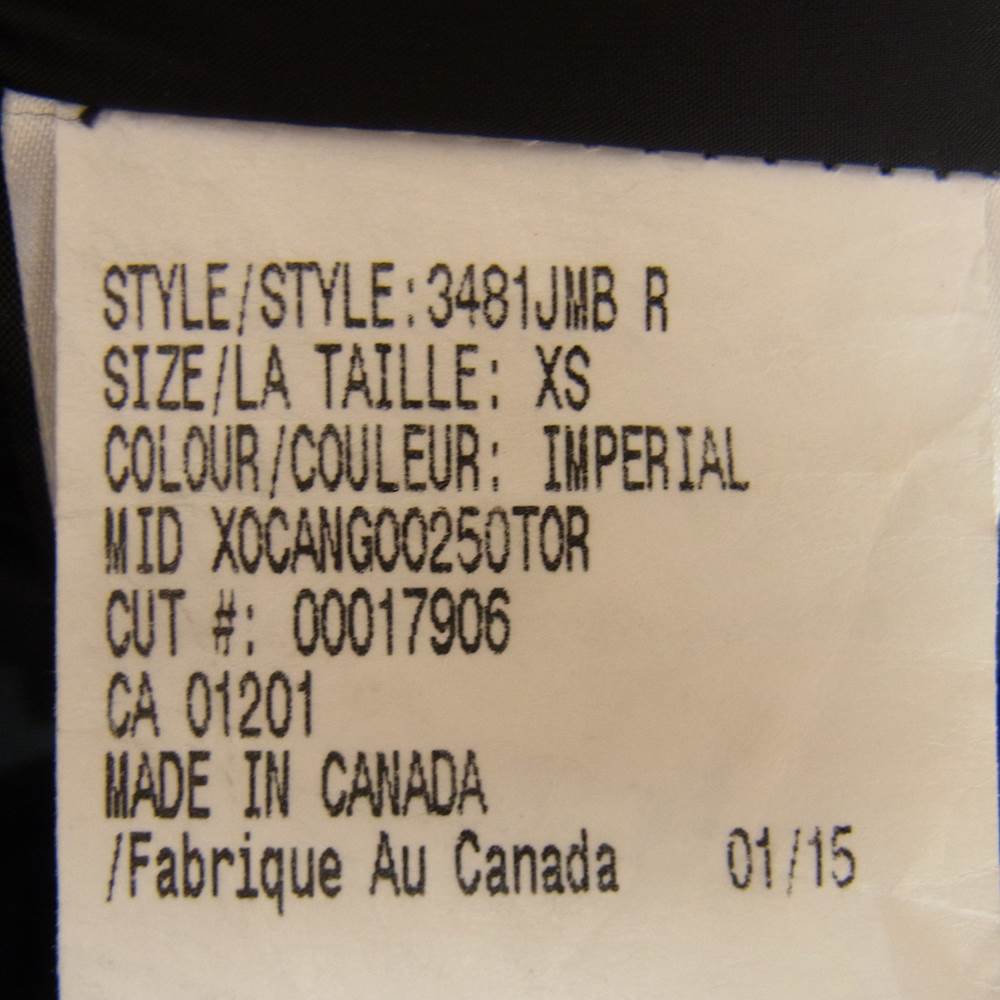 STYLE/STYLE:3481JMB R
SIZE/LA TAILLE: XS
COLOUR/COULEUR: IMPERIAL
MID XOCANGOO250TOR
CUT #: 00017906
CA 01201
MADE IN CANADA
/Fabrique Au Canada 01/15